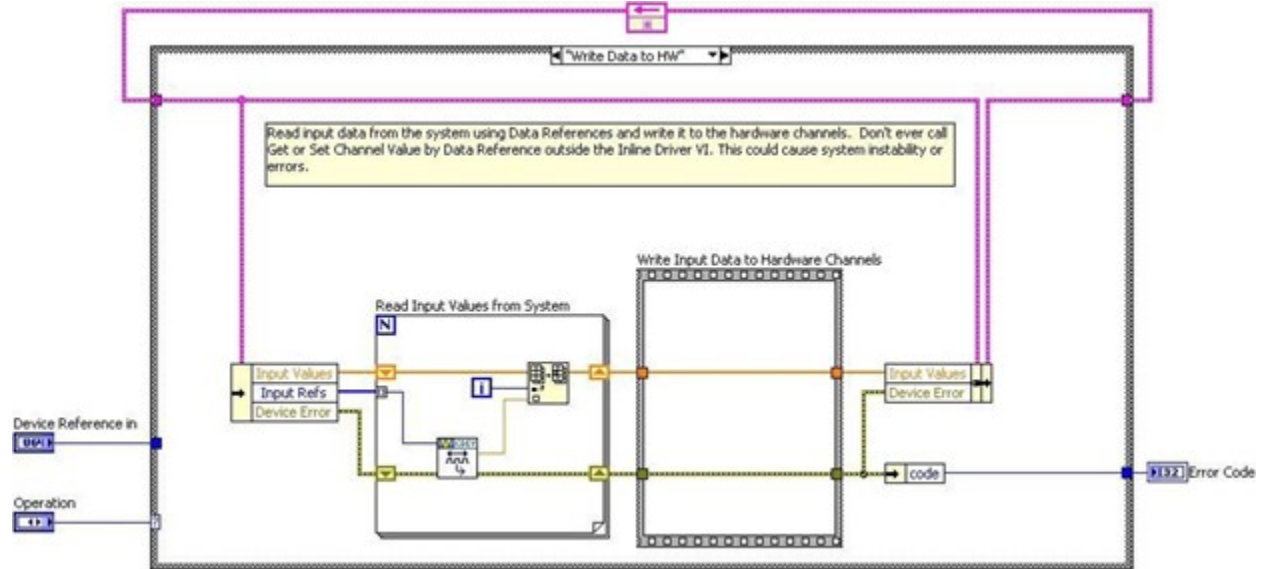 "Write Data to HW"
Read input data from the system using Data References and write it to the hardware channels. Don't ever call
Get or Set Channel Value by Data Reference outside the Inline Driver VI. This could cause system instability or
errors.
Write Input Data to Hardware Channels
Read Input Values from System
N
Input Values
Input Refs
Device Error
i
Input Values
Device Error
Device Reference in
code
I32
Error Code
Operation
?